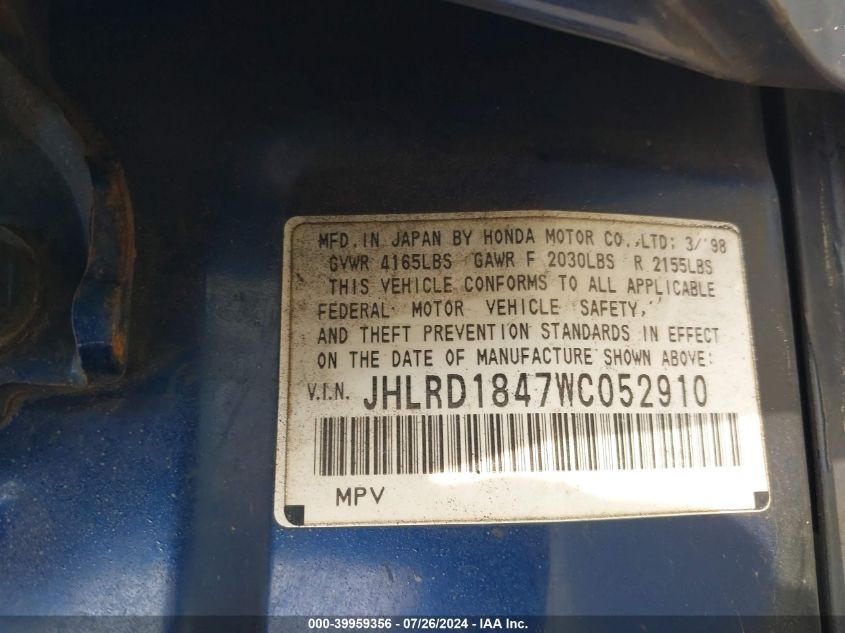 MFD. IN JAPAN BY HONDA MOTOR CO., LTD; 3/'98
GVWR 4165LBS GAWR F 2030LBS R 2155LBS
THIS VEHICLE CONFORMS TO ALL APPLICABLE
FEDERAL MOTOR VEHICLE SAFETY,
AND THEFT PREVENTION STANDARDS IN EFFECT
ON THE DATE OF MANUFACTURE SHOWN ABOVE:
V.I.N. JHLRD1847WC052910
MPV
000-39959356 - 07/26/2024 - IAA Inc.